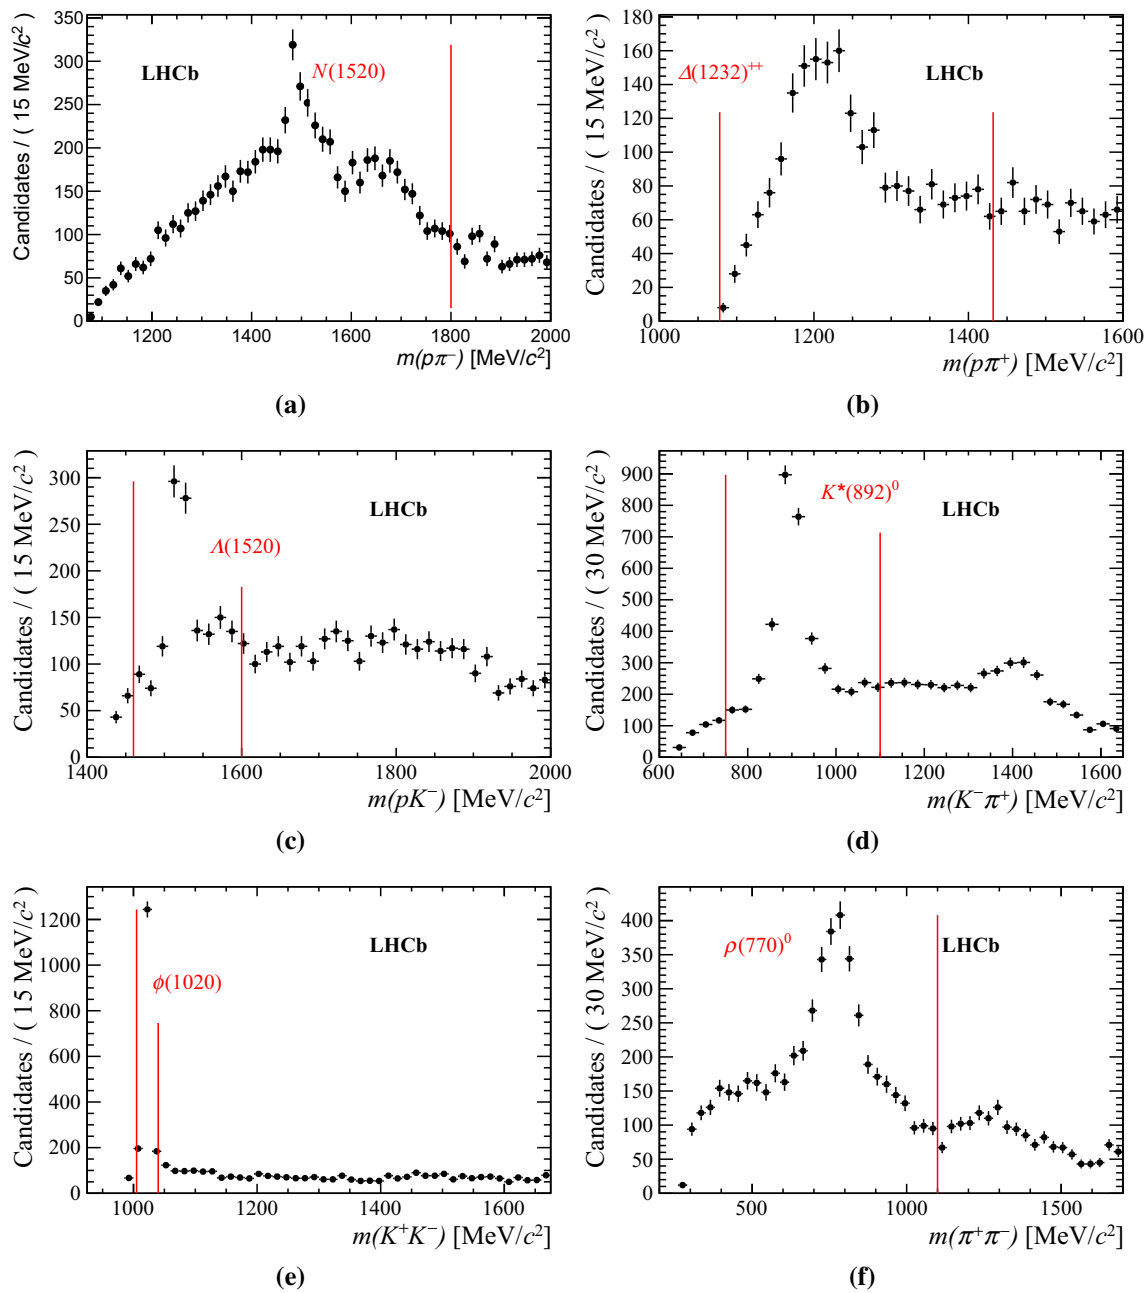 Candidates / ( 15 MeV/c²)
350
300
250
200
150
100
50
0
LHCb
N(1520)
1200 1400 1600 1800 2000
m(pπ⁻) [MeV/c²]
(a)
Candidates / ( 15 MeV/c²)
180
160
140
120
100
80
60
40
20
0
Δ(1232)⁺⁺
LHCb
1000 1200 1400 1600
m(pπ⁺) [MeV/c²]
(b)
Candidates / ( 15 MeV/c²)
300
250
200
150
100
50
0
LHCb
Λ(1520)
1400 1600 1800 2000
m(pK⁻) [MeV/c²]
(c)
Candidates / ( 30 MeV/c²)
900
800
700
600
500
400
300
200
100
0
K*(892)⁰
LHCb
600 800 1000 1200 1400 1600
m(K⁻π⁺) [MeV/c²]
(d)
Candidates / ( 15 MeV/c²)
1200
1000
800
600
400
200
0
LHCb
ϕ(1020)
1000 1200 1400 1600
m(K⁺K⁻) [MeV/c²]
(e)
Candidates / ( 30 MeV/c²)
400
350
300
250
200
150
100
50
0
ρ(770)⁰
LHCb
500 1000 1500
m(π⁺π⁻) [MeV/c²]
(f)